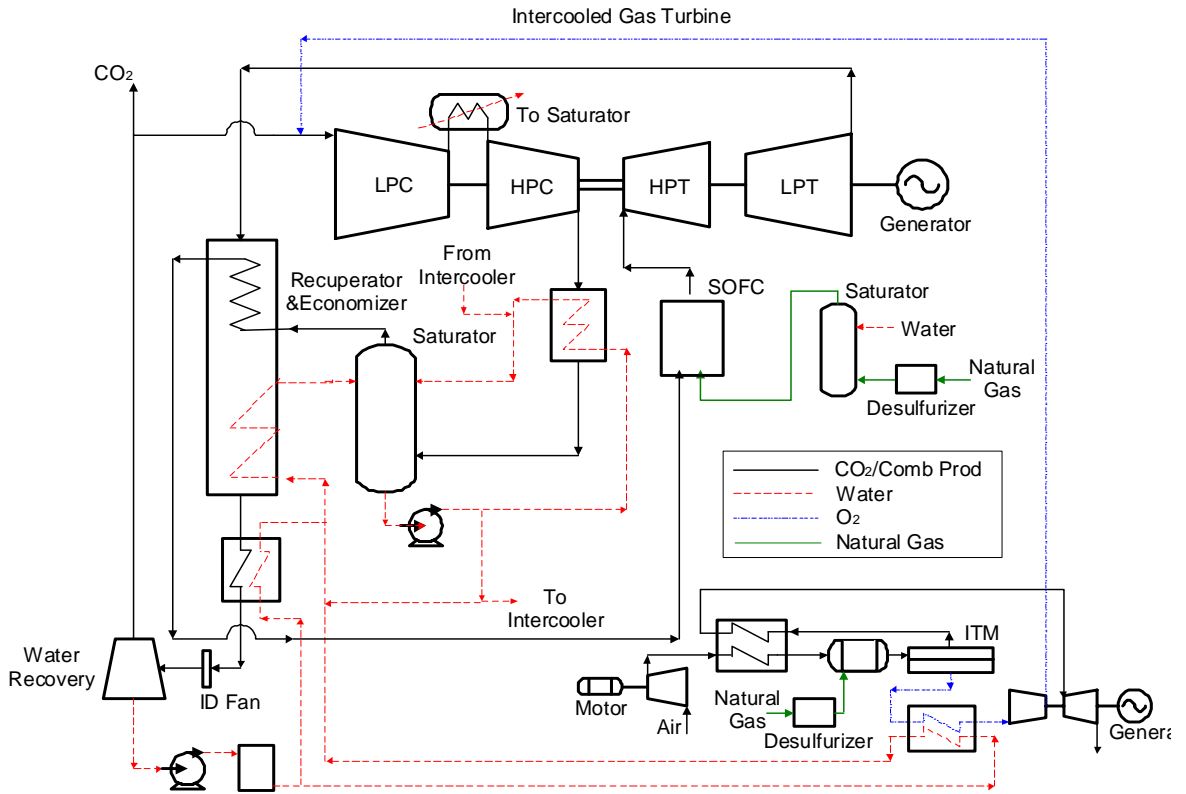 Intercooled Gas Turbine
CO₂
To Saturator
LPC
HPC
HPT
LPT
Generator
From
Intercooler
Recuperator
&Economizer
Saturator
SOFC
Saturator
Water
Natural
Gas
Desulfurizer
CO₂/Comb Prod
Water
O₂
Natural Gas
To
Intercooler
Water
Recovery
ID Fan
ITM
Motor
Air
Natural
Gas
Desulfurizer
Genera